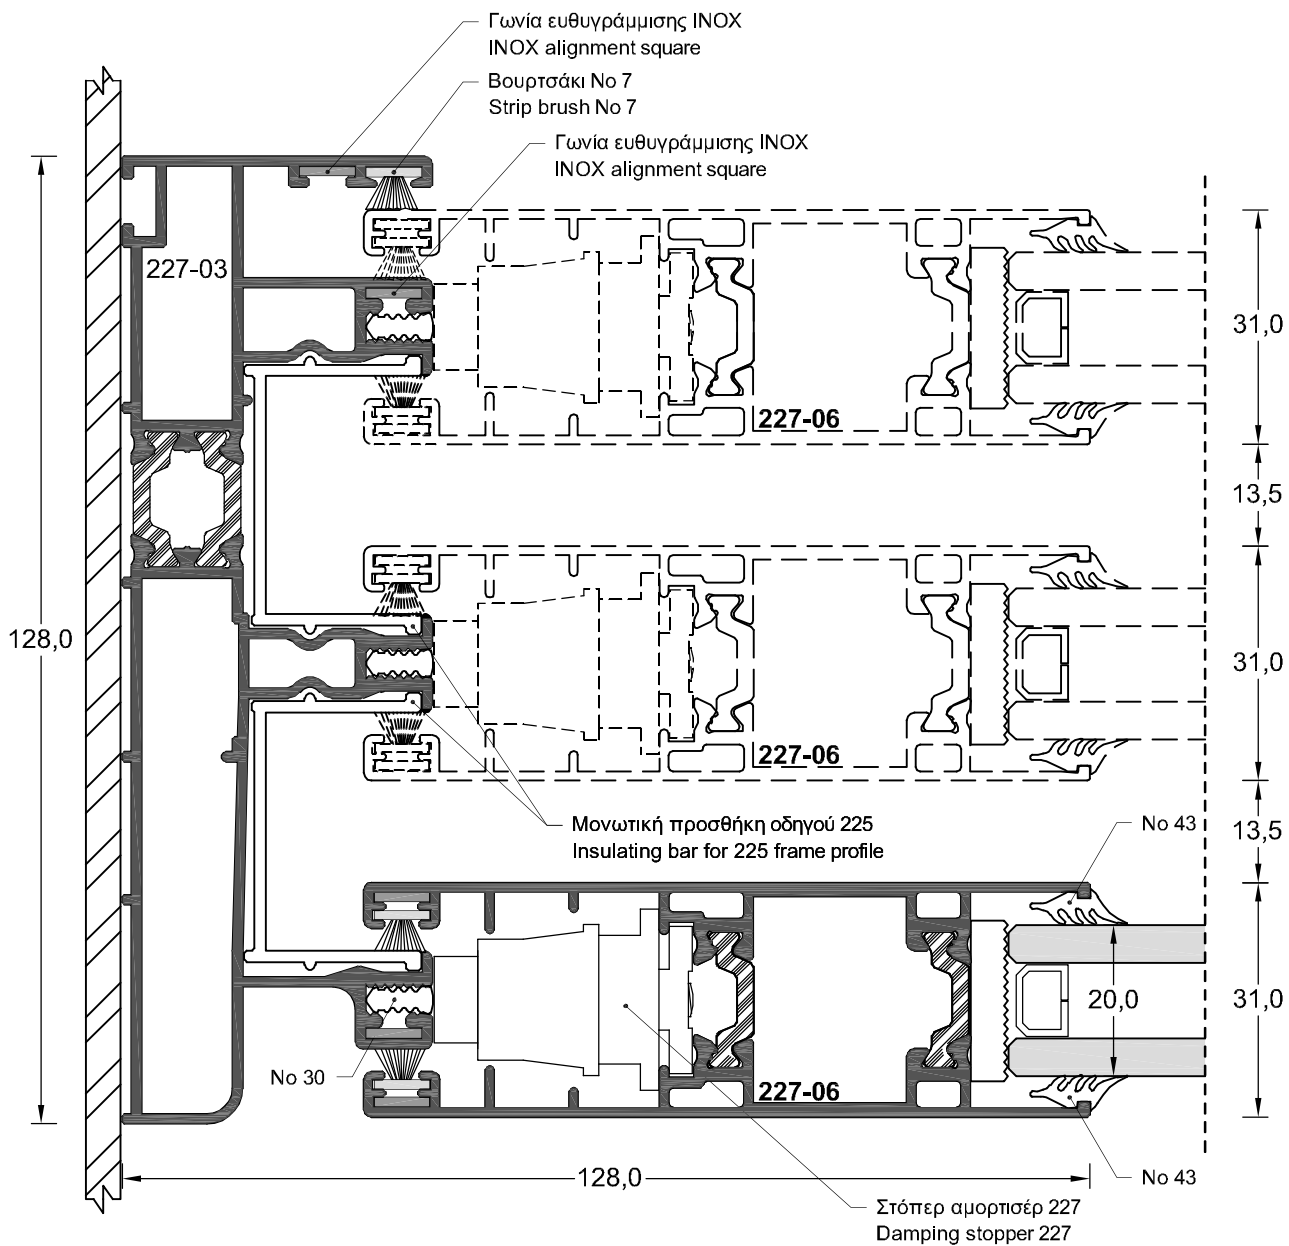 Γωνία ευθυγράμμισης INOX
INOX alignment square
Βουρτσάκι No 7
Strip brush No 7
Γωνία ευθυγράμμισης INOX
INOX alignment square
227-03
31,0
227-06
13,5
128,0
31,0
227-06
Μονωτική προσθήκη οδηγού 225
Insulating bar for 225 frame profile
No 43
13,5
20,0
31,0
No 30
227-06
128,0
No 43
Στόπερ αμορτισέρ 227
Damping stopper 227